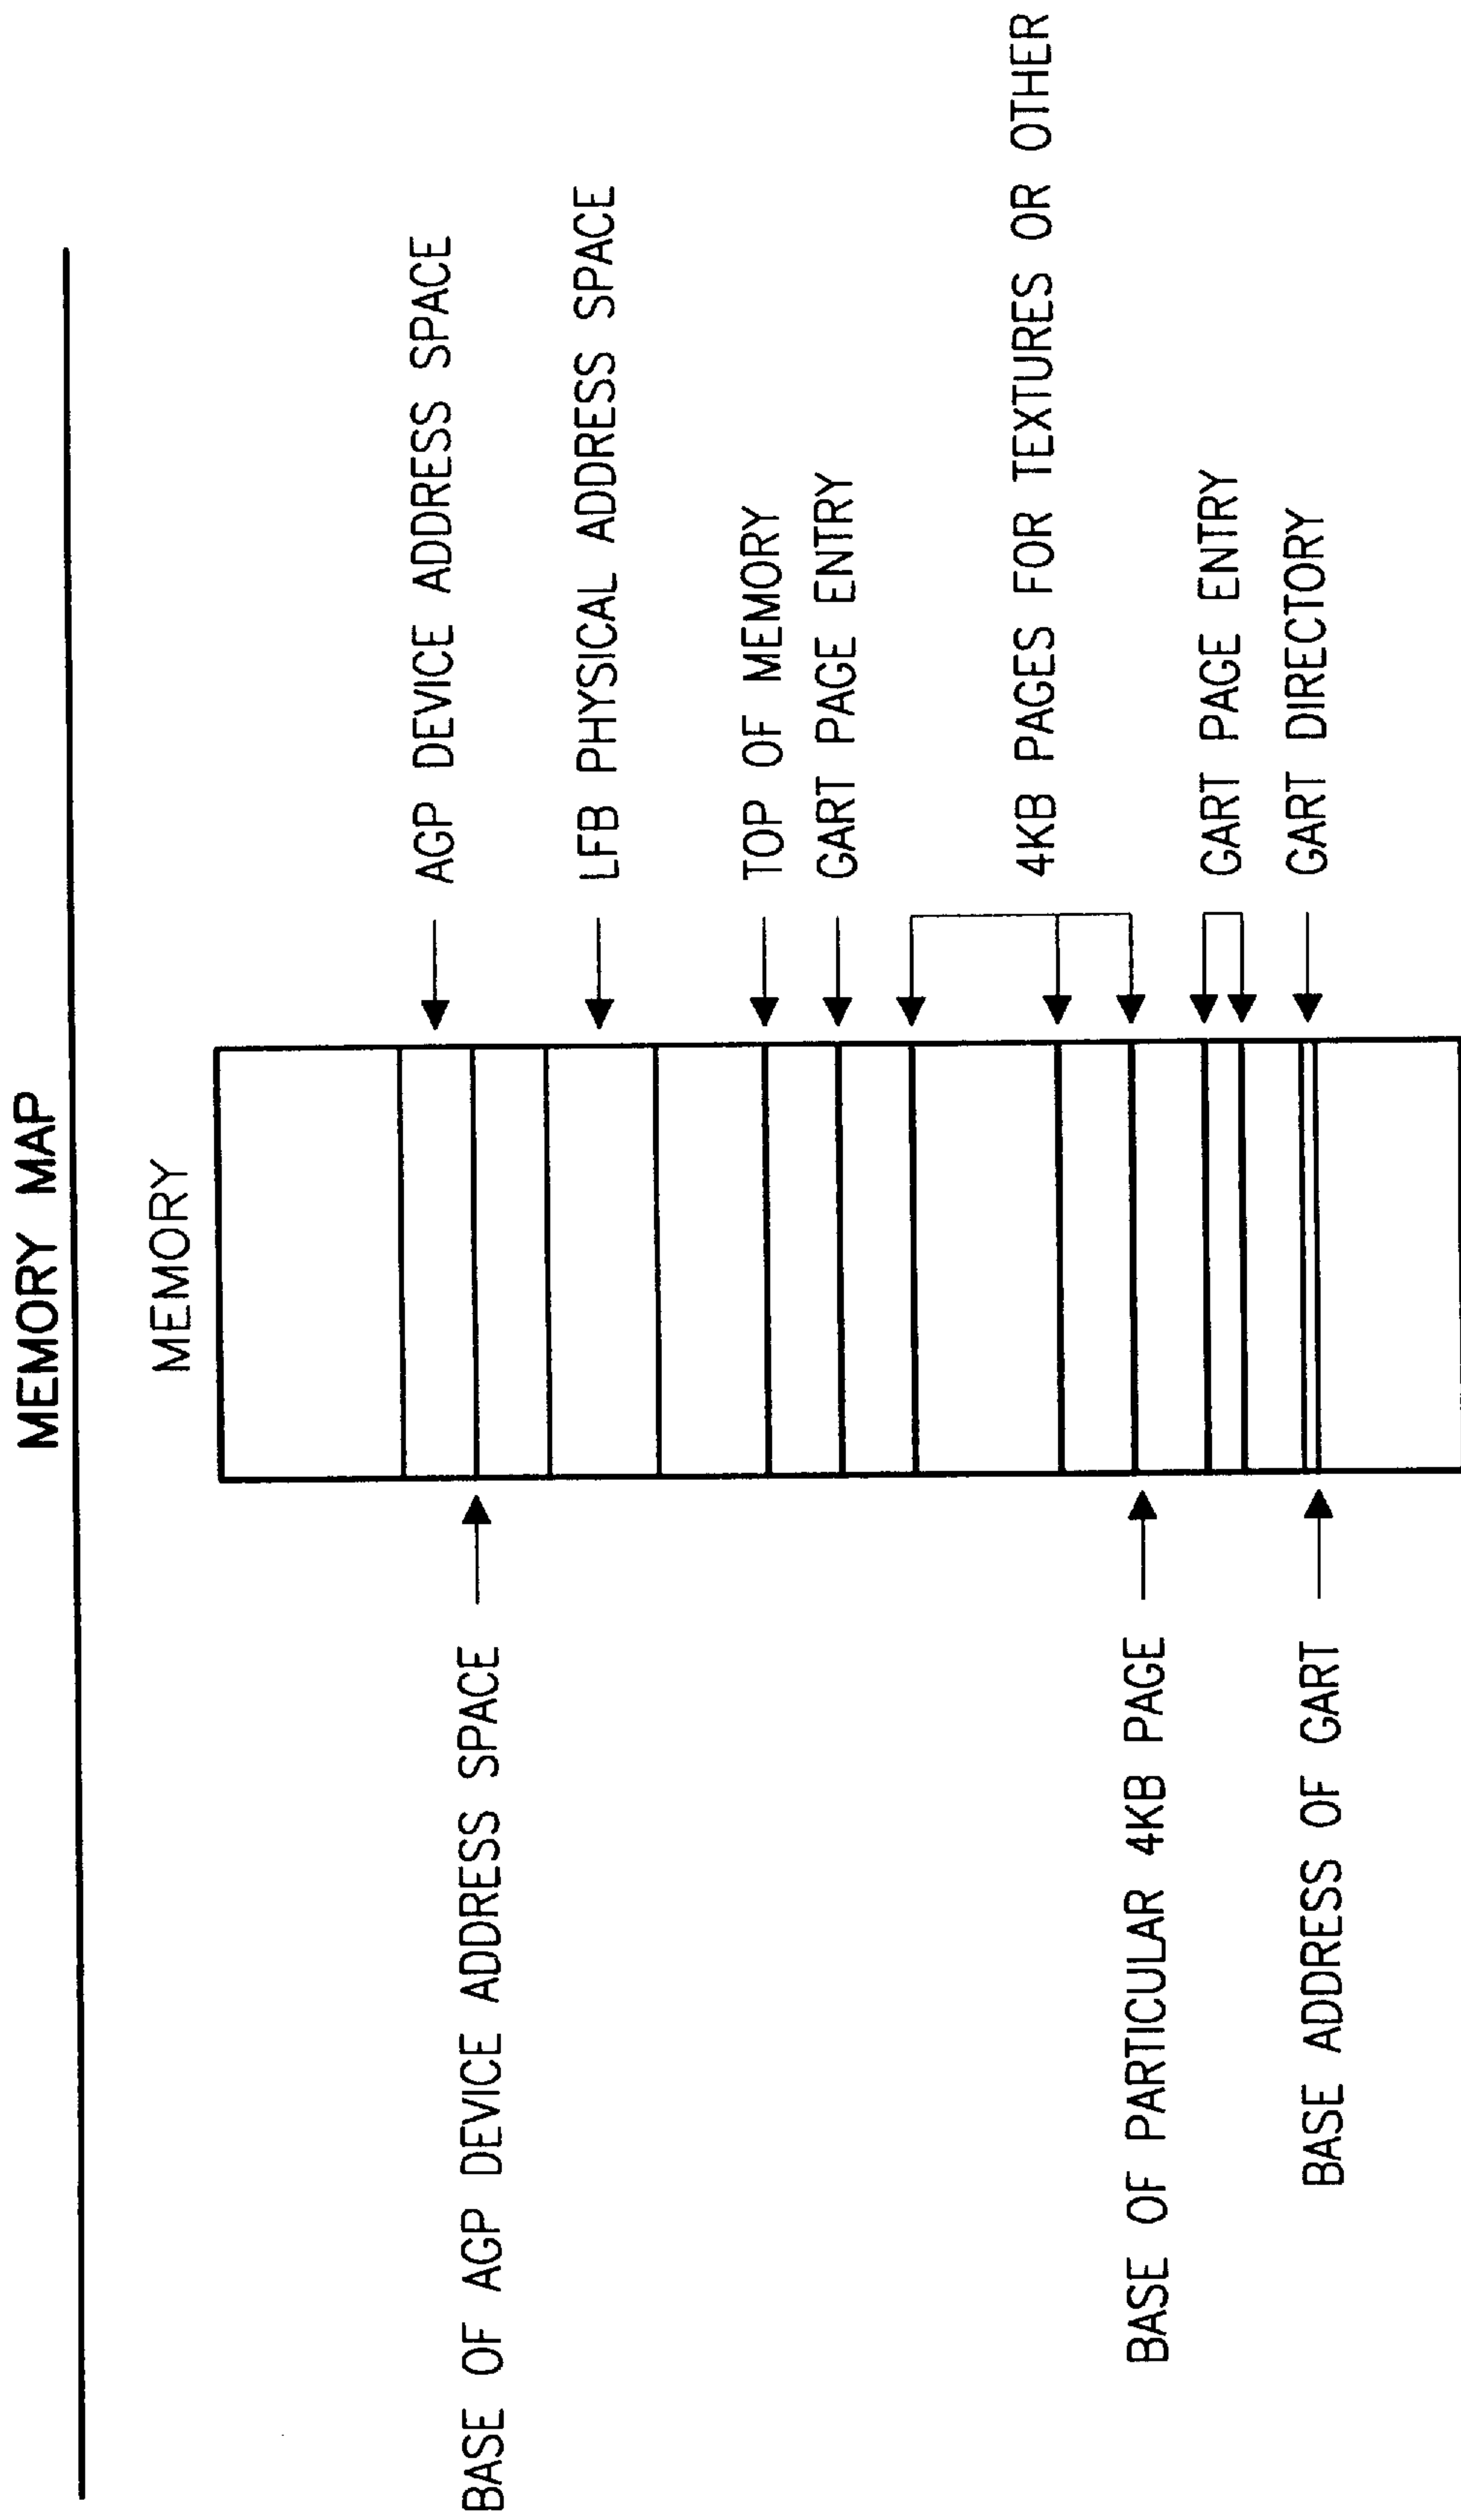 MEMORY MAP
MEMORY
AGP DEVICE ADDRESS SPACE
BASE OF AGP DEVICE ADDRESS SPACE
LFB PHYSICAL ADDRESS SPACE
TOP OF MEMORY
GART PAGE ENTRY
4KB PAGES FOR TEXTURES OR OTHER
BASE OF PARTICULAR 4KB PAGE
GART PAGE ENTRY
GART DIRECTORY
BASE ADDRESS OF GART